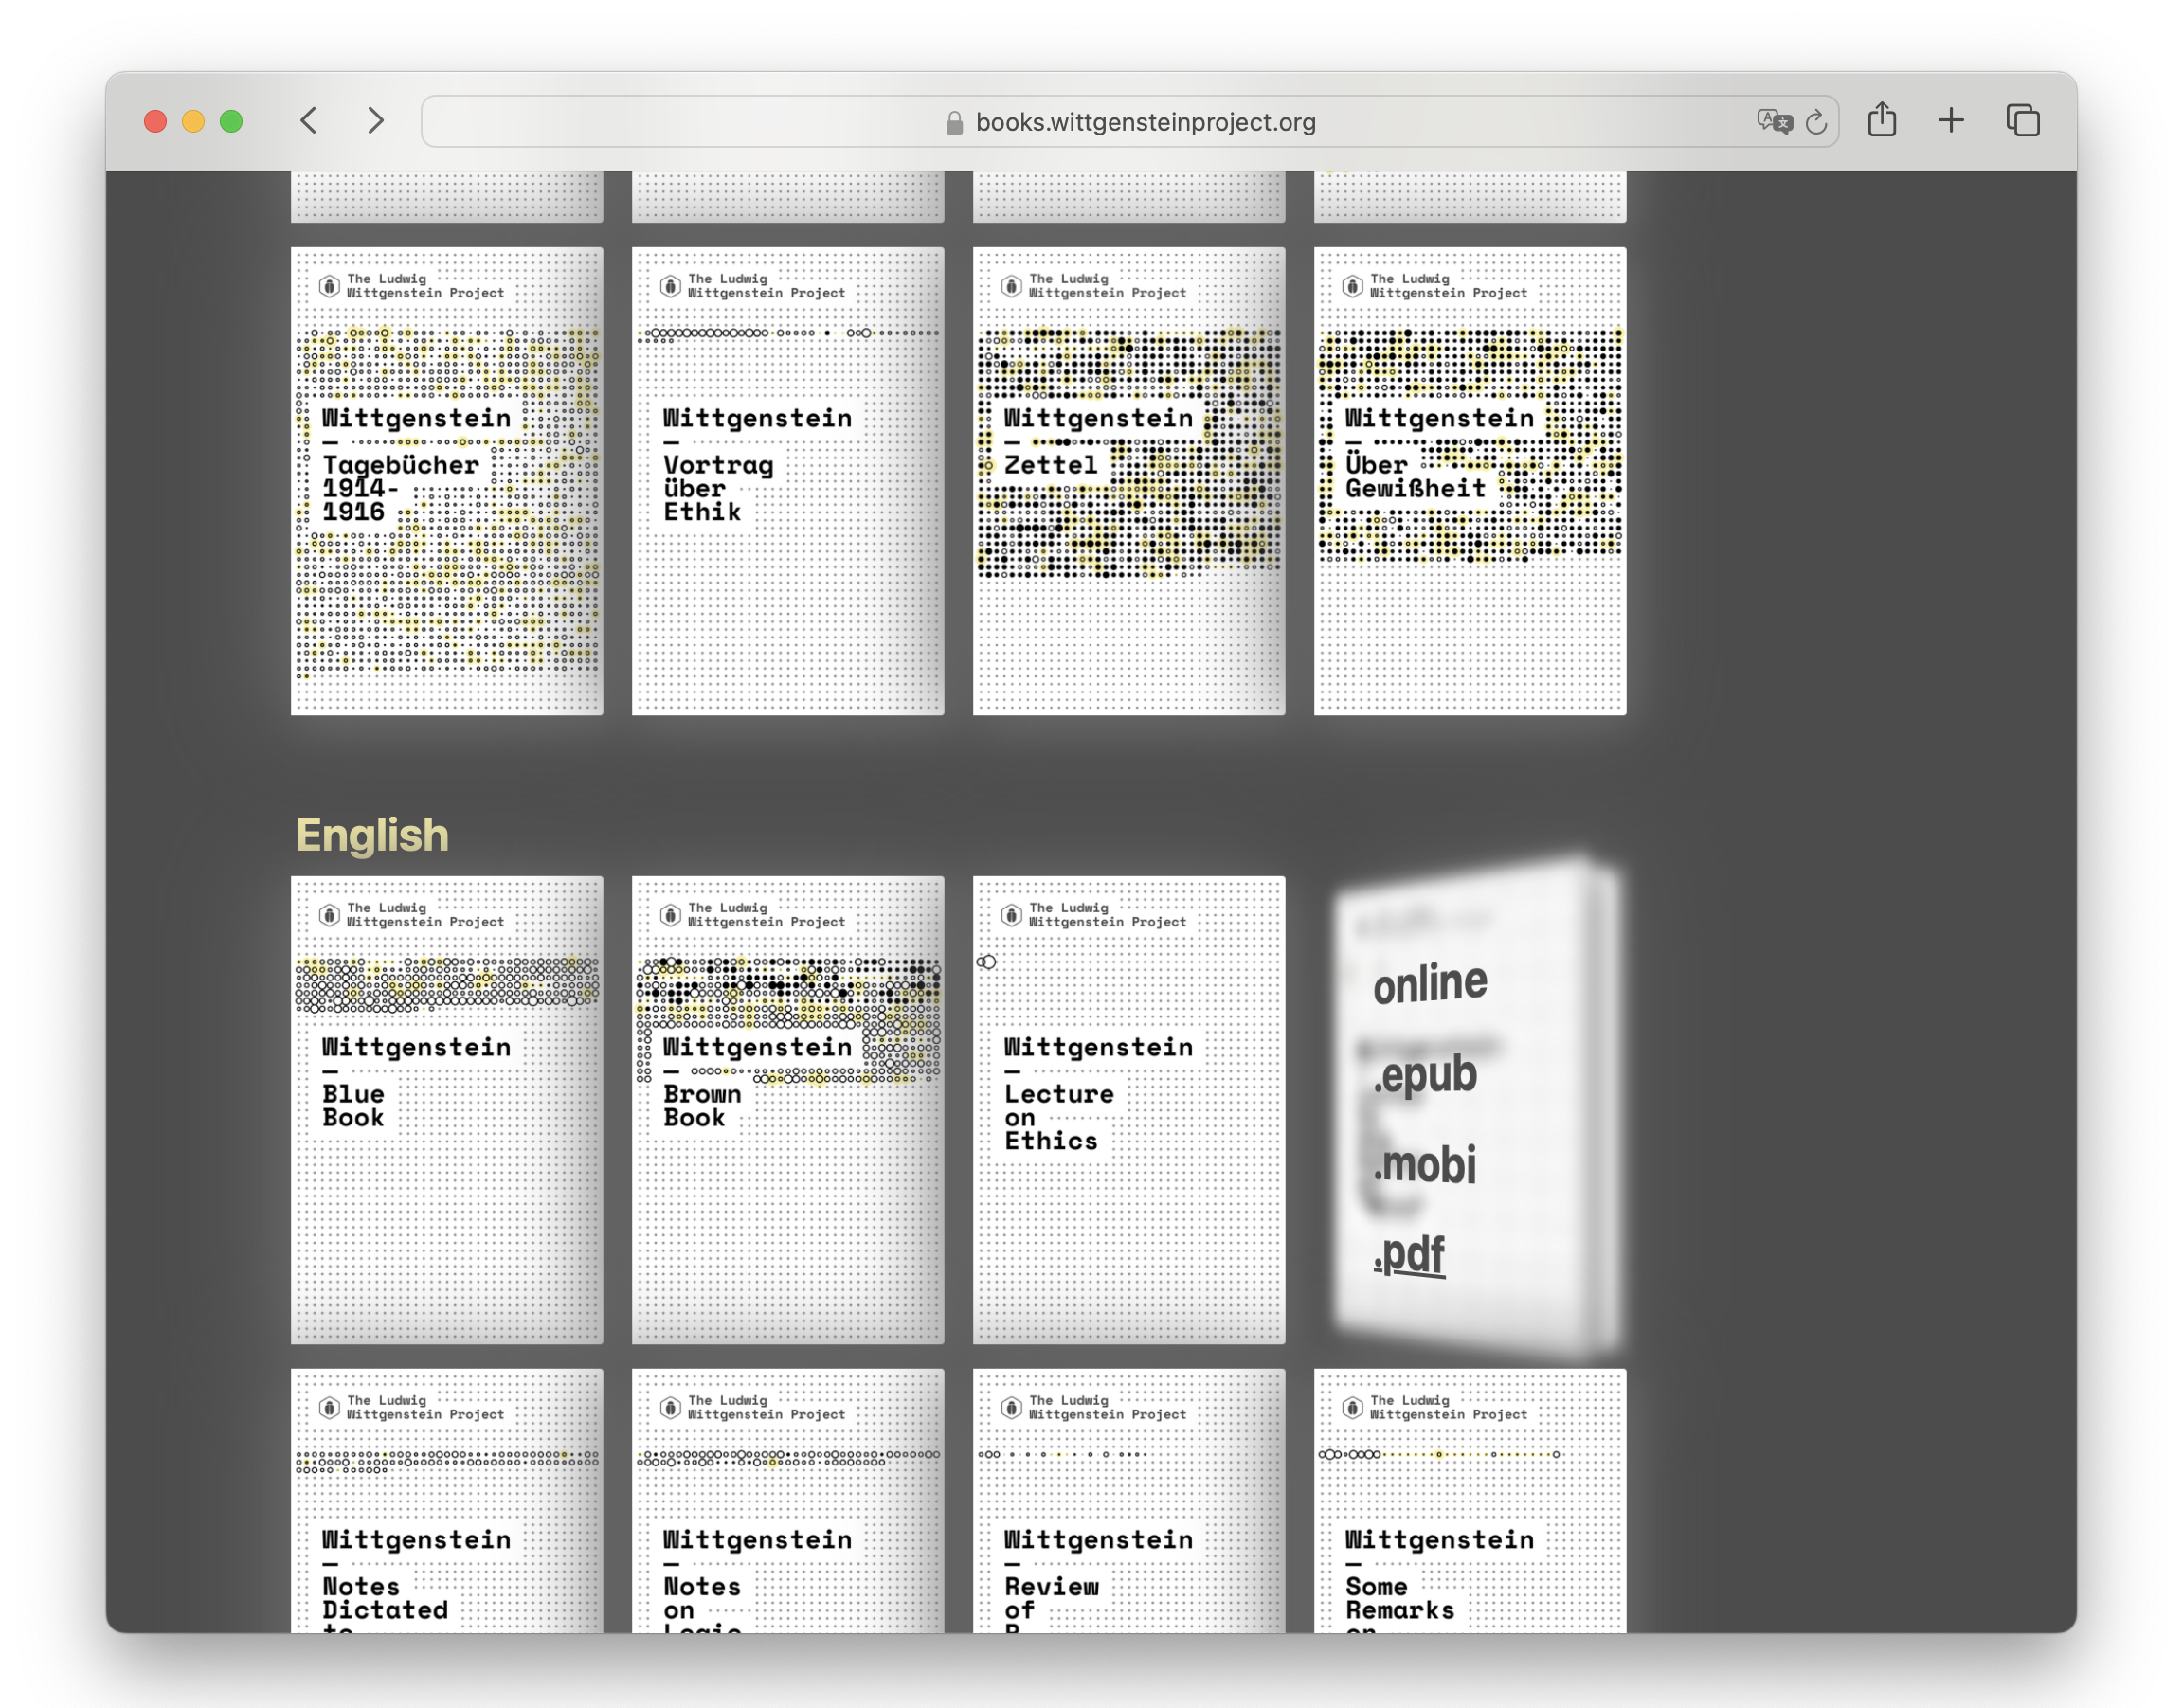 books.wittgensteinproject.org
The Ludwig
Wittgenstein Project
Wittgenstein
—
Tagebücher
1914-
1916
The Ludwig
Wittgenstein Project
Wittgenstein
—
Vortrag
über
Ethik
The Ludwig
Wittgenstein Project
Wittgenstein
—
Zettel
The Ludwig
Wittgenstein Project
Wittgenstein
—
Über
Gewißheit
English
The Ludwig
Wittgenstein Project
Wittgenstein
—
Blue
Book
The Ludwig
Wittgenstein Project
Wittgenstein
—
Brown
Book
The Ludwig
Wittgenstein Project
Wittgenstein
—
Lecture
on
Ethics
online
.epub
.mobi
.pdf
The Ludwig
Wittgenstein Project
Wittgenstein
—
Notes
Dictated
to
The Ludwig
Wittgenstein Project
Wittgenstein
—
Notes
on
Logic
The Ludwig
Wittgenstein Project
Wittgenstein
—
Review
of
The Ludwig
Wittgenstein Project
Wittgenstein
—
Some
Remarks
on